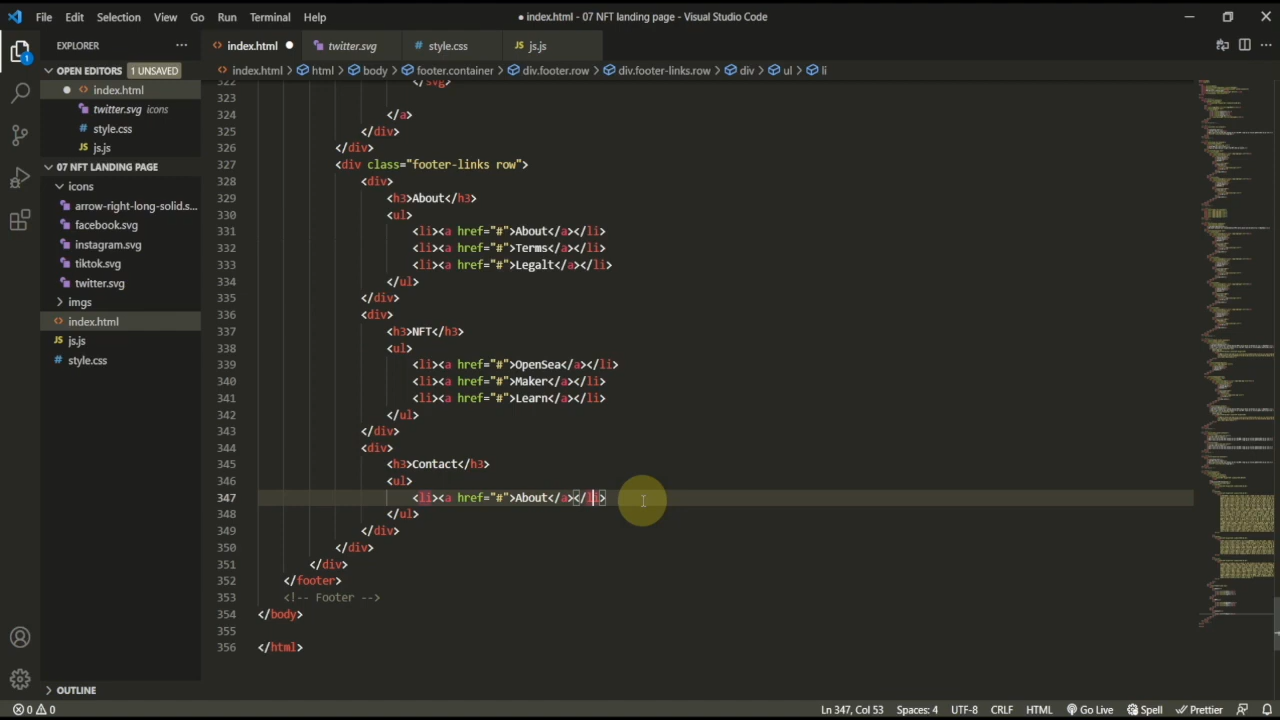 File Edit Selection View Go Run Terminal Help
● index.html - 07 NFT landing page - Visual Studio Code
EXPLORER
index.html
twitter.svg
style.css
js.js
index.html > html > body > footer.container > div.footer.row > div.footer-links.row > div > ul > li
OPEN EDITORS 1 UNSAVED
index.html
twitter.svg icons
style.css
js.js
07 NFT LANDING PAGE
icons
arrow-right-long-solid.s...
facebook.svg
instagram.svg
tiktok.svg
twitter.svg
imgs
index.html
js.js
style.css
OUTLINE
1
322 </svg>
323
324 </a>
325 </div>
326 </div>
327 <div class="footer-links row">
328 <div>
329 <h3>About</h3>
330 <ul>
331 <li><a href="#">About</a></li>
332 <li><a href="#">Terms</a></li>
333 <li><a href="#">Legalt</a></li>
334 </ul>
335 </div>
336 <div>
337 <h3>NFT</h3>
338 <ul>
339 <li><a href="#">OpenSea</a></li>
340 <li><a href="#">Maker</a></li>
341 <li><a href="#">Learn</a></li>
342 </ul>
343 </div>
344 <div>
345 <h3>Contact</h3>
346 <ul>
347 <li><a href="#">About</a></li>
348 </ul>
349 </div>
350 </div>
351 </div>
352 </footer>
353 <!-- Footer -->
354 </body>
355
356 </html>
0 0
Ln 347, Col 53 Spaces: 4 UTF-8 CRLF HTML Go Live Spell Prettier